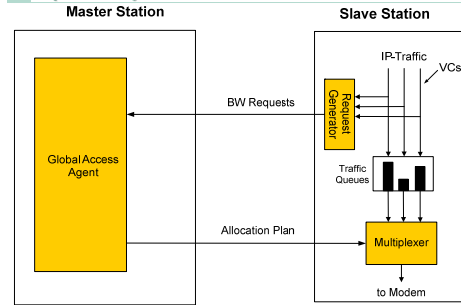 Master Station
Slave Station
IP-Traffic
VCs
Request
Generator
BW Requests
Global Access
Agent
Traffic
Queues
Allocation Plan
Multiplexer
to Modem